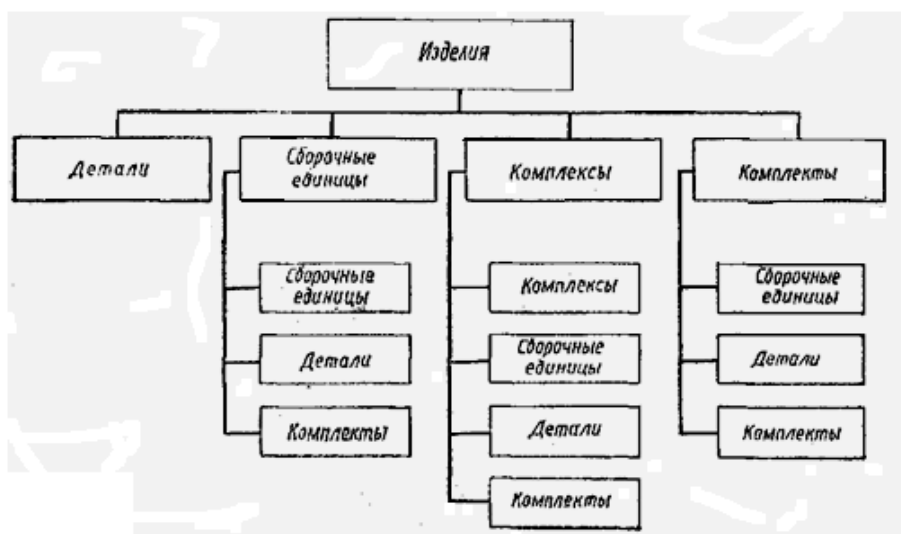 Изделия
Детали
Сборочные
единицы
Комплексы
Комплекты
Сборочные
единицы
Детали
Комплекты
Комплексы
Сборочные
единицы
Детали
Комплекты
Сборочные
единицы
Детали
Комплекты